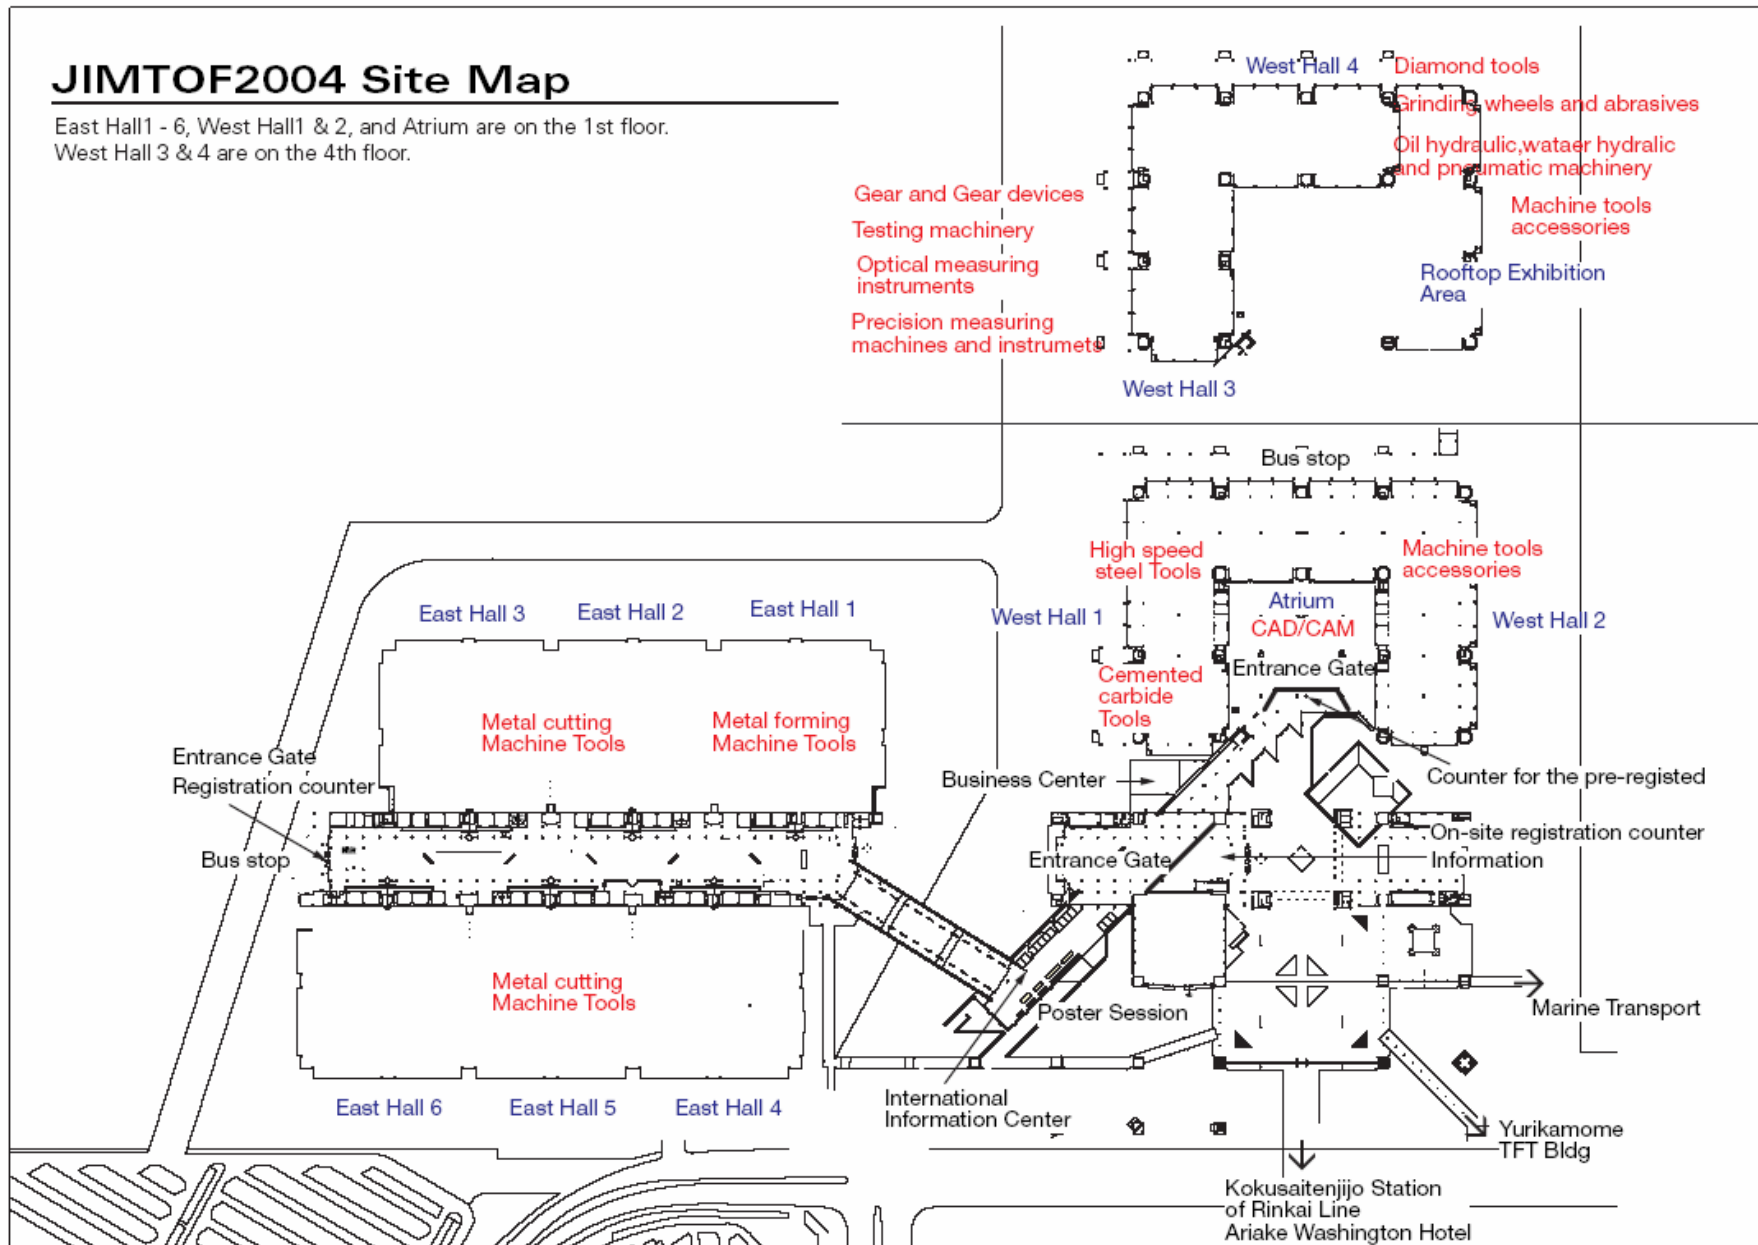 JIMTOF2004 Site Map
East Hall1 - 6, West Hall1 & 2, and Atrium are on the 1st floor.
West Hall 3 & 4 are on the 4th floor.
West Hall 4
Diamond tools
Grinding wheels and abrasives
Oil hydraulic,wataer hydralic
and pneumatic machinery
Machine tools
accessories
Gear and Gear devices
Testing machinery
Optical measuring
instruments
Precision measuring
machines and instrumets
Rooftop Exhibition
Area
West Hall 3
Bus stop
High speed
steel Tools
Machine tools
accessories
West Hall 1
Atrium
CAD/CAM
West Hall 2
Entrance Gate
Cemented
carbide
Tools
East Hall 3
East Hall 2
East Hall 1
Metal cutting
Machine Tools
Metal forming
Machine Tools
Entrance Gate
Registration counter
Bus stop
Business Center
Counter for the pre-registed
On-site registration counter
Entrance Gate
Information
Metal cutting
Machine Tools
Poster Session
Marine Transport
East Hall 6
East Hall 5
East Hall 4
International
Information Center
Yurikamome
TFT Bldg
Kokusaitenjijo Station
of Rinkai Line
Ariake Washington Hotel